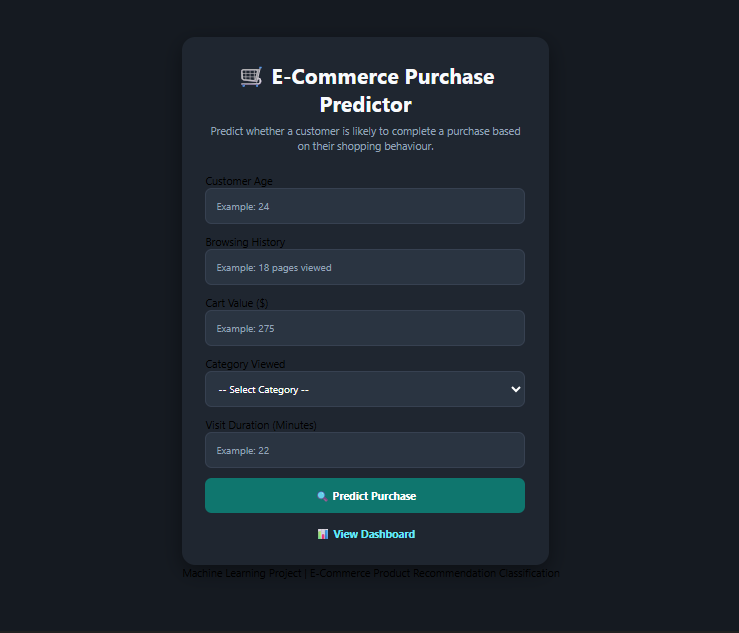 🛒 E-Commerce Purchase
Predictor
Predict whether a customer is likely to complete a purchase based
on their shopping behaviour.
Customer Age
Example: 24
Browsing History
Example: 18 pages viewed
Cart Value ($)
Example: 275
Category Viewed
-- Select Category --
Visit Duration (Minutes)
Example: 22
🔍 Predict Purchase
📊 View Dashboard
Machine Learning Project | E-Commerce Product Recommendation Classification